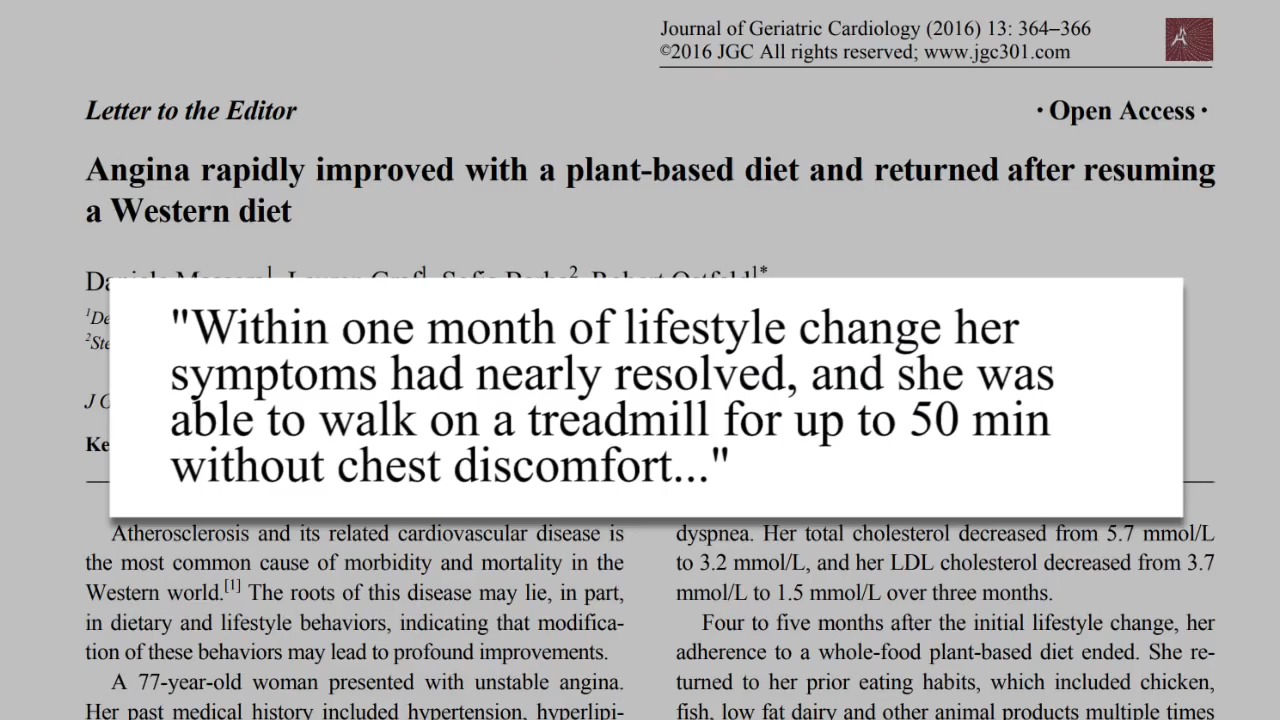 Journal of Geriatric Cardiology (2016) 13: 364–366
©2016 JGC All rights reserved; www.jgc301.com
Letter to the Editor
· Open Access ·
Angina rapidly improved with a plant-based diet and returned after resuming
a Western diet
"Within one month of lifestyle change her
symptoms had nearly resolved, and she was
able to walk on a treadmill for up to 50 min
without chest discomfort..."
Atherosclerosis and its related cardiovascular disease is
the most common cause of morbidity and mortality in the
Western world.[1] The roots of this disease may lie, in part,
in dietary and lifestyle behaviors, indicating that modifica-
tion of these behaviors may lead to profound improvements.
A 77-year-old woman presented with unstable angina.
Her past medical history included hypertension, hyperlipi-
dyspnea. Her total cholesterol decreased from 5.7 mmol/L
to 3.2 mmol/L, and her LDL cholesterol decreased from 3.7
mmol/L to 1.5 mmol/L over three months.
Four to five months after the initial lifestyle change, her
adherence to a whole-food plant-based diet ended. She re-
turned to her prior eating habits, which included chicken,
fish, low fat dairy and other animal products multiple times